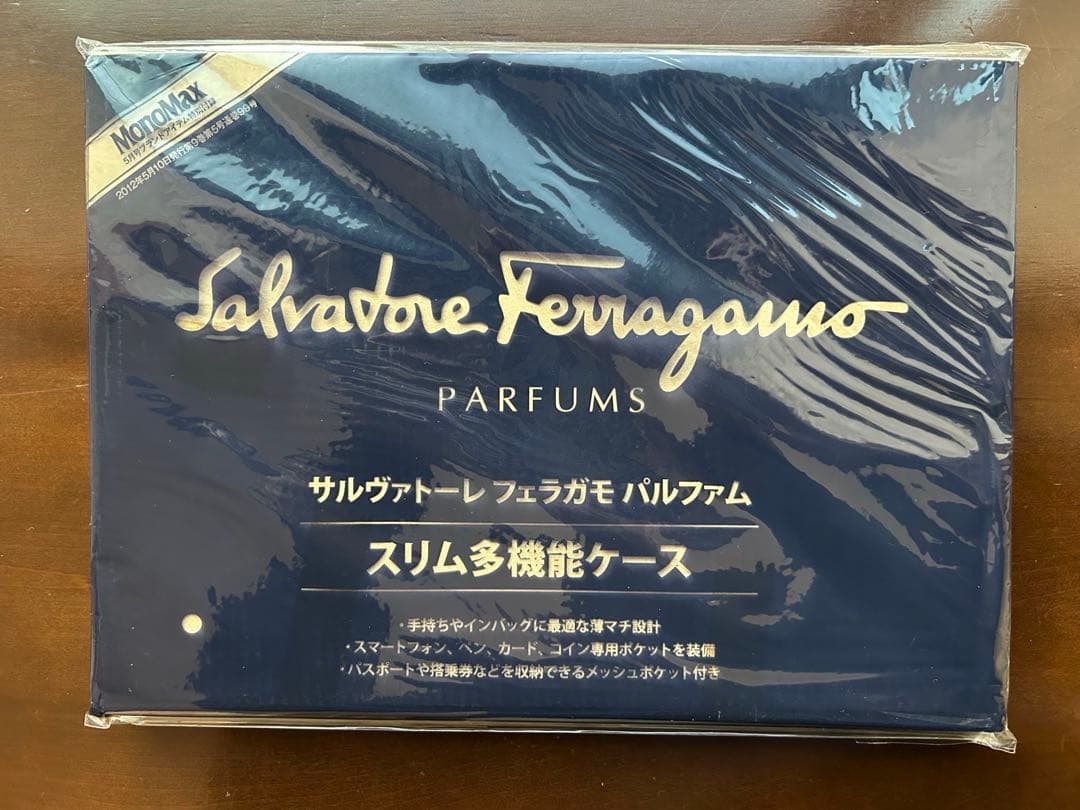 MonoMax
5月号ブランドアイテム特別付録
2012年5月10日発行第9巻第5号通巻99号
Salvatore Ferragamo
PARFUMS
サルヴァトーレ フェラガモ パルファム
スリム多機能ケース
・手持ちやインバッグに最適な薄マチ設計
・スマートフォン、ペン、カード、コイン専用ポケットを装備
・パスポートや搭乗券などを収納できるメッシュポケット付き